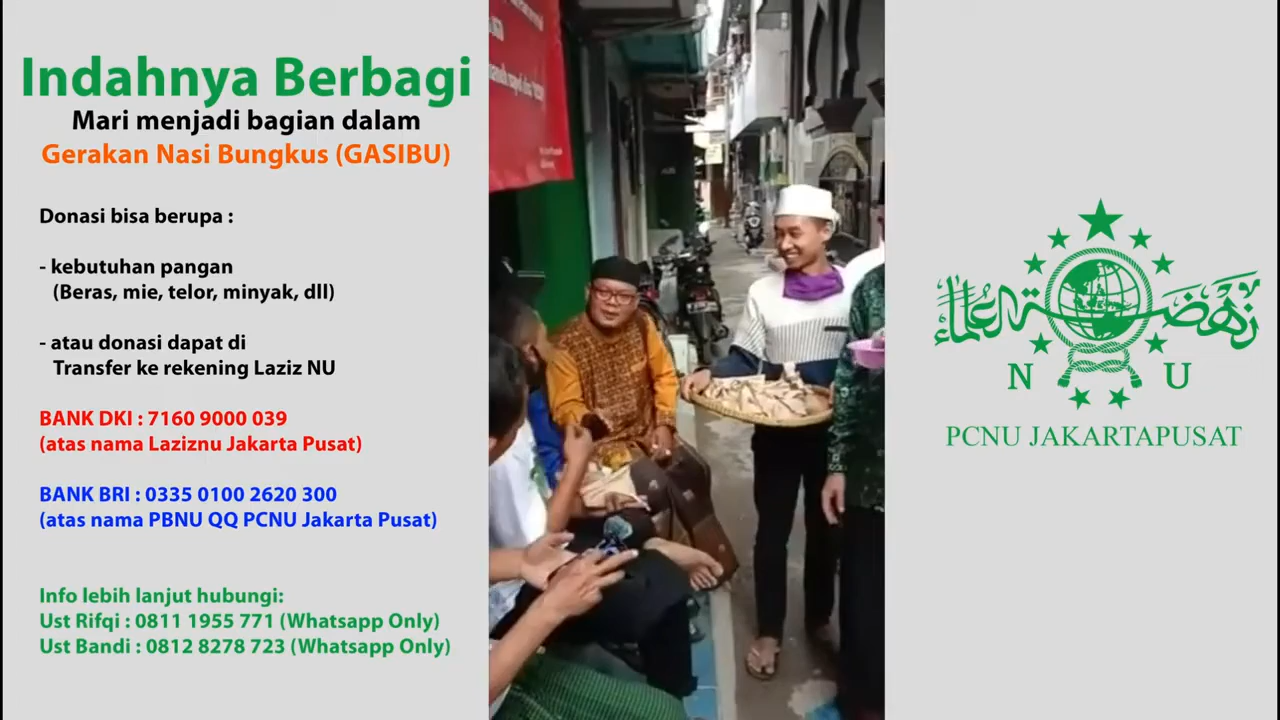 Indahnya Berbagi
Mari menjadi bagian dalam
Gerakan Nasi Bungkus (GASIBU)
Donasi bisa berupa :
- kebutuhan pangan
(Beras, mie, telor, minyak, dll)
- atau donasi dapat di
Transfer ke rekening Laziz NU
BANK DKI : 7160 9000 039
(atas nama Laziznu Jakarta Pusat)
BANK BRI : 0335 0100 2620 300
(atas nama PBNU QQ PCNU Jakarta Pusat)
Info lebih lanjut hubungi:
Ust Rifqi : 0811 1955 771 (Whatsapp Only)
Ust Bandi : 0812 8278 723 (Whatsapp Only)
نهضة العلماء
N U
PCNU JAKARTAPUSAT